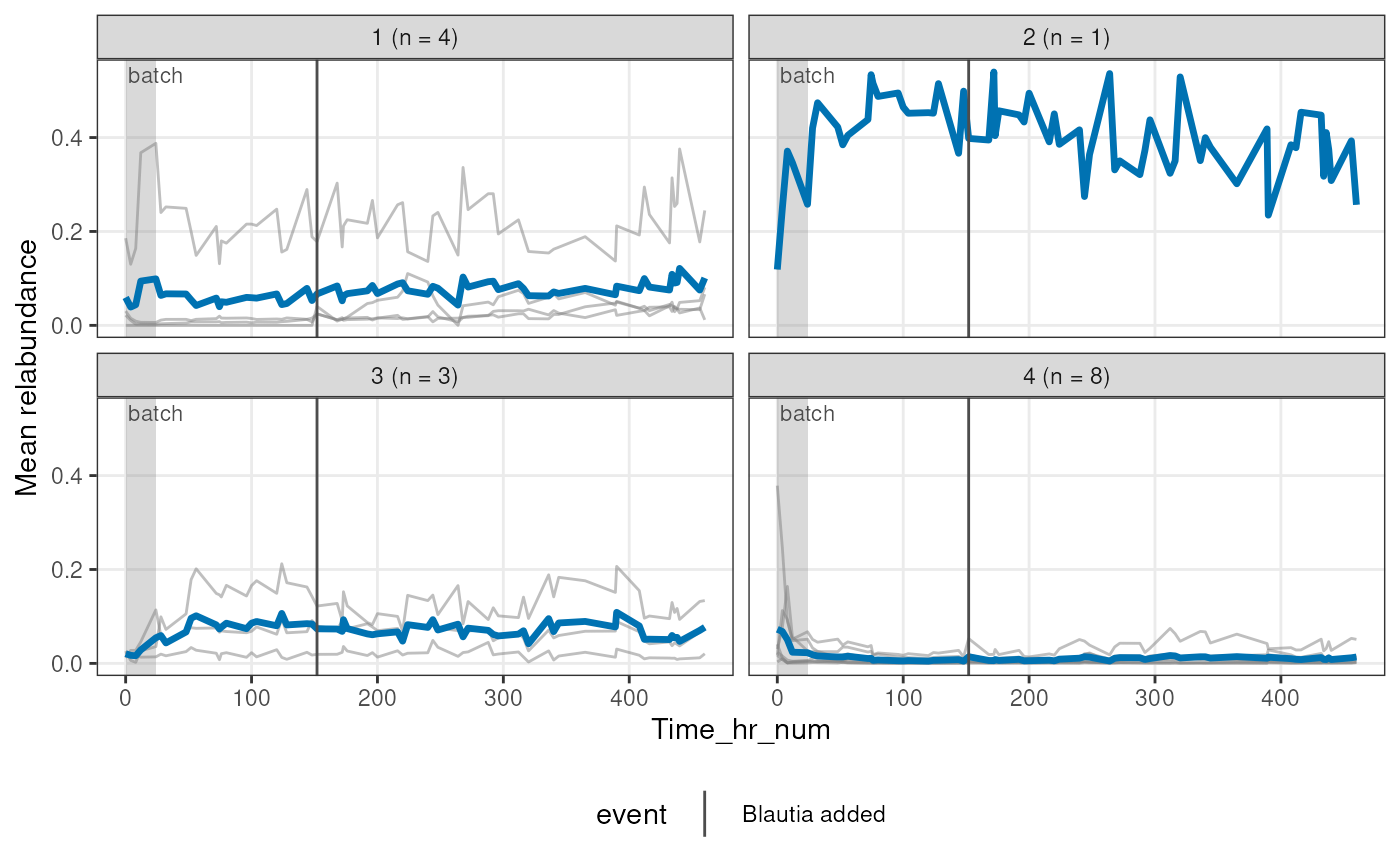 1 (n = 4)
2 (n = 1)
batch
batch
0.4
0.2
0.0
Mean relabundance
3 (n = 3)
4 (n = 8)
batch
batch
0.4
0.2
0.0
0 100 200 300 400
0 100 200 300 400
Time_hr_num
event Blautia added